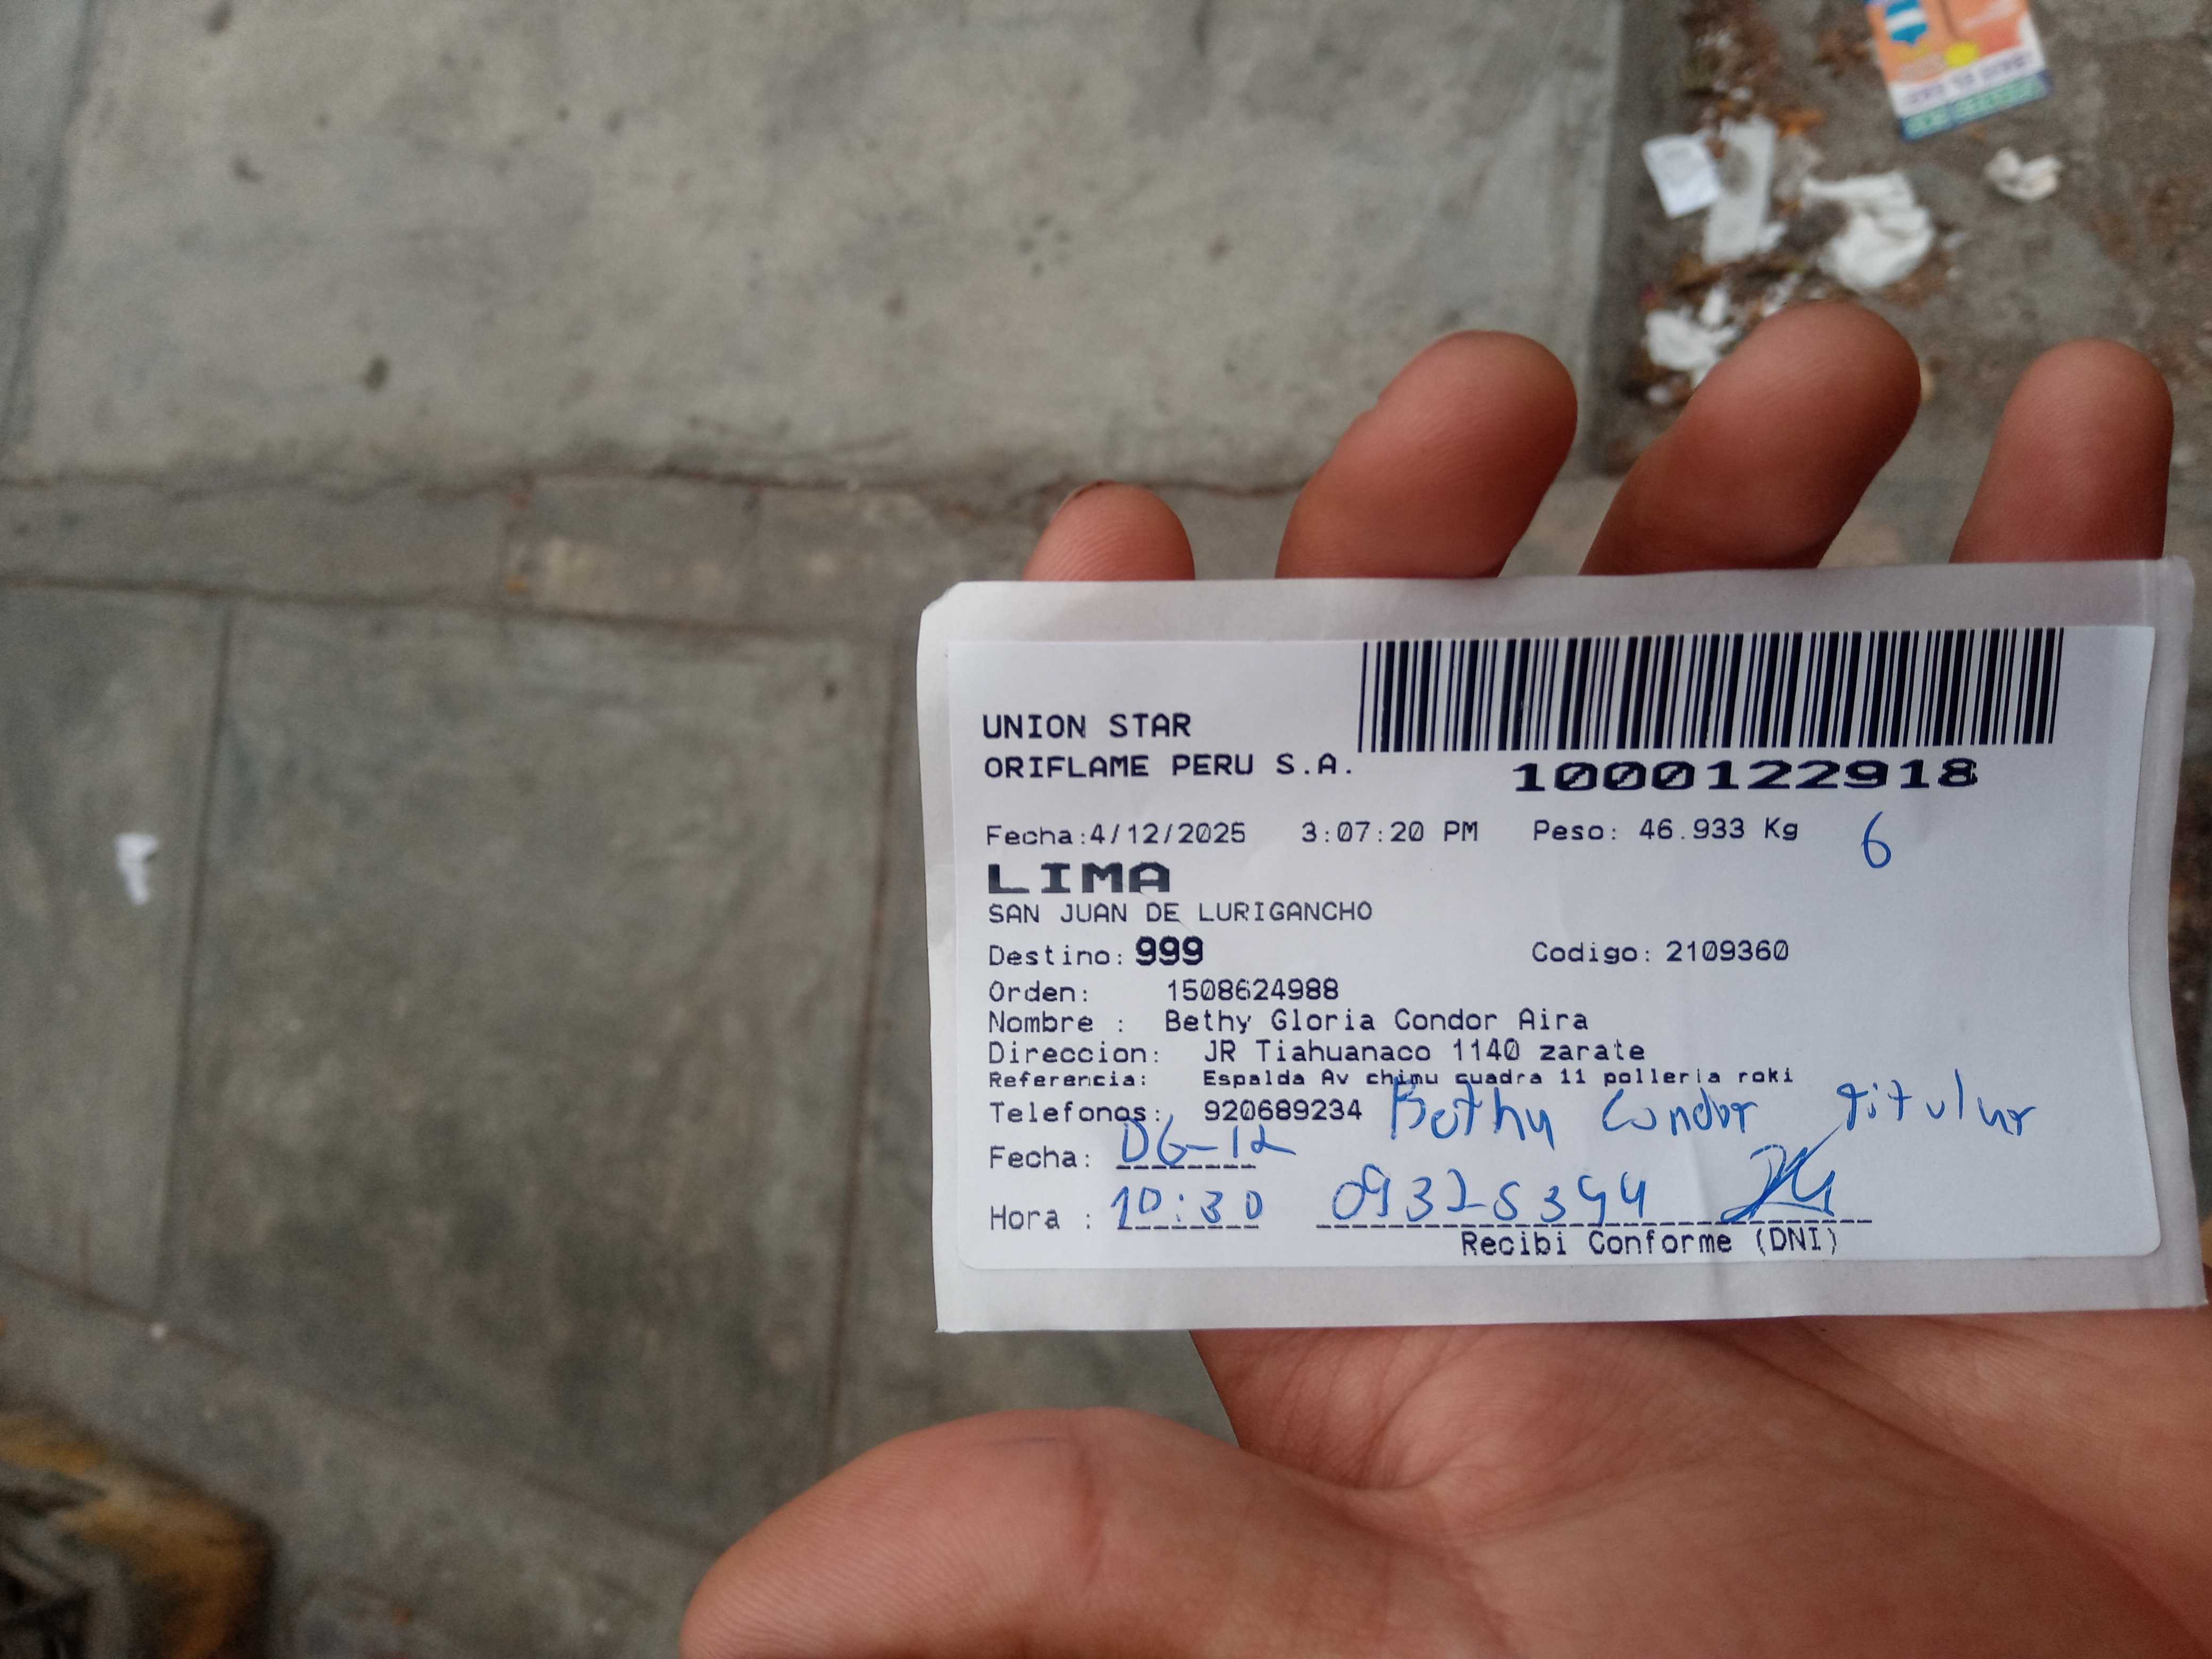 UNION STAR
ORIFLAME PERU S.A.
1000122918
Fecha:4/12/2025 3:07:20 PM Peso: 46.933 Kg 6
LIMA
SAN JUAN DE LURIGANCHO
Destino: 999 Codigo: 2109360
Orden: 1508624988
Nombre : Bethy Gloria Condor Aira
Direccion: JR Tiahuanaco 1140 zarate
Referencia: Espalda Av chimu cuadra 11 polleria roki
Telefonos: 920689234 Bethy Condor titular
Fecha: 06-12
Hora : 10:30 09325394
Recibi Conforme (DNI)